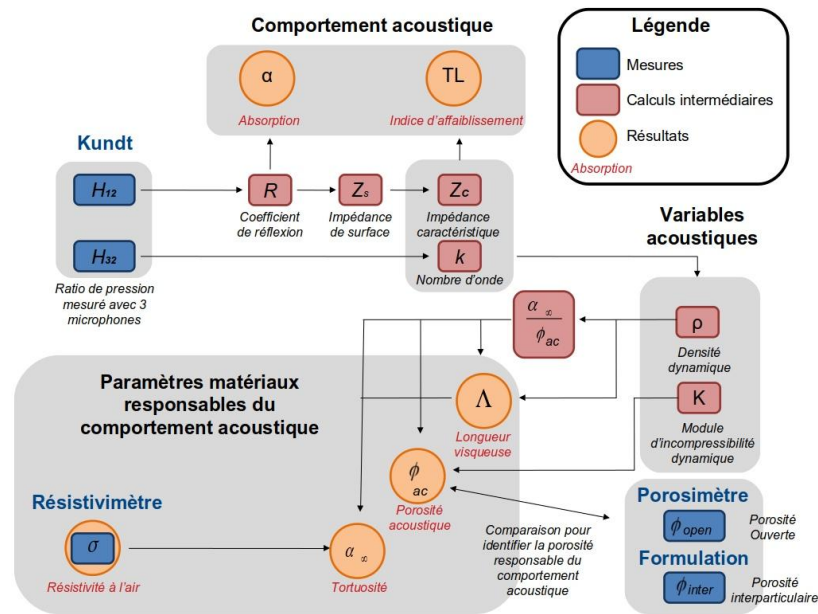 Comportement acoustique
α
Absorption
TL
Indice d'affaiblissement
Légende
Mesures
Calculs intermédiaires
Résultats
Absorption
Kundt
H12
H32
Ratio de pression
mesuré avec 3
microphones
R
Coefficient
de réflexion
Zs
Impédance
de surface
Zc
Impédance
caractéristique
k
Nombre d'onde
Variables
acoustiques
ρ
Densité
dynamique
K
Module
d'incompressibilité
dynamique
α∞
ϕac
Paramètres matériaux
responsables du
comportement acoustique
Λ
Longueur
visqueuse
ϕ
ac
Porosité
acoustique
Résistivimètre
σ
Résistivité à l'air
α∞
Tortuosité
Comparaison pour
identifier la porosité
responsable du
comportement
acoustique
Porosimètre
ϕopen
Porosité
Ouverte
Formulation
ϕinter
Porosité
interparticulaire